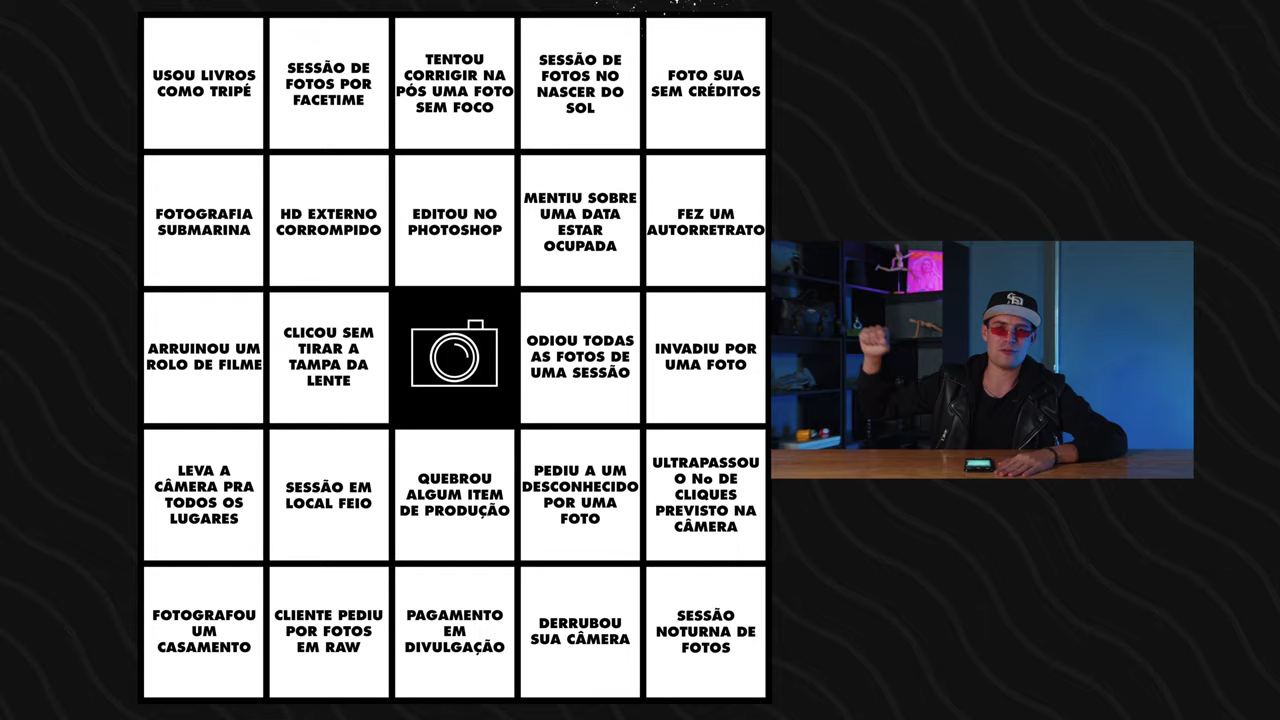 USOU LIVROS
COMO TRIPÉ
SESSÃO DE
FOTOS POR
FACETIME
TENTOU
CORRIGIR NA
PÓS UMA FOTO
SEM FOCO
SESSÃO DE
FOTOS NO
NASCER DO
SOL
FOTO SUA
SEM CRÉDITOS
FOTOGRAFIA
SUBMARINA
HD EXTERNO
CORROMPIDO
EDITOU NO
PHOTOSHOP
MENTIU SOBRE
UMA DATA
ESTAR
OCUPADA
FEZ UM
AUTORRETRATO
ARRUINOU UM
ROLO DE FILME
CLICOU SEM
TIRAR A
TAMPA DA
LENTE
ODIOU TODAS
AS FOTOS DE
UMA SESSÃO
INVADIU POR
UMA FOTO
LEVA A
CÂMERA PRA
TODOS OS
LUGARES
SESSÃO EM
LOCAL FEIO
QUEBROU
ALGUM ITEM
DE PRODUÇÃO
PEDIU A UM
DESCONHECIDO
POR UMA
FOTO
ULTRAPASSOU
O No DE
CLIQUES
PREVISTO NA
CÂMERA
FOTOGRAFOU
UM
CASAMENTO
CLIENTE PEDIU
POR FOTOS
EM RAW
PAGAMENTO
EM
DIVULGAÇÃO
DERRUBOU
SUA CÂMERA
SESSÃO
NOTURNA DE
FOTOS